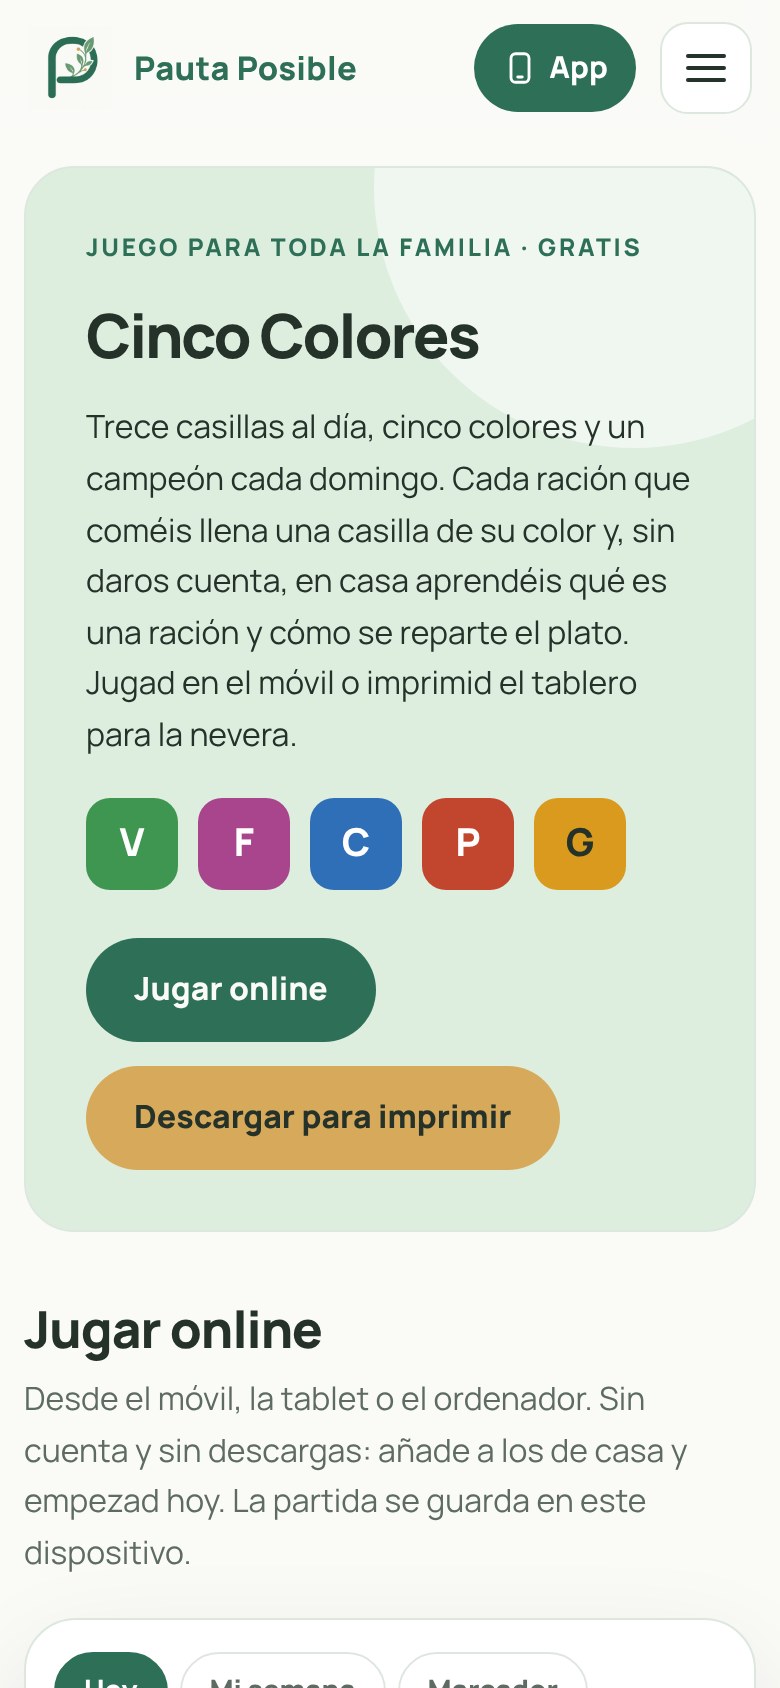 Pauta Posible
App
JUEGO PARA TODA LA FAMILIA · GRATIS
Cinco Colores
Trece casillas al día, cinco colores y un
campeón cada domingo. Cada ración que
coméis llena una casilla de su color y, sin
daros cuenta, en casa aprendéis qué es
una ración y cómo se reparte el plato.
Jugad en el móvil o imprimid el tablero
para la nevera.
V F C P G
Jugar online
Descargar para imprimir
Jugar online
Desde el móvil, la tablet o el ordenador. Sin
cuenta y sin descargas: añade a los de casa y
empezad hoy. La partida se guarda en este
dispositivo.
Hoy Mi semana Marcador